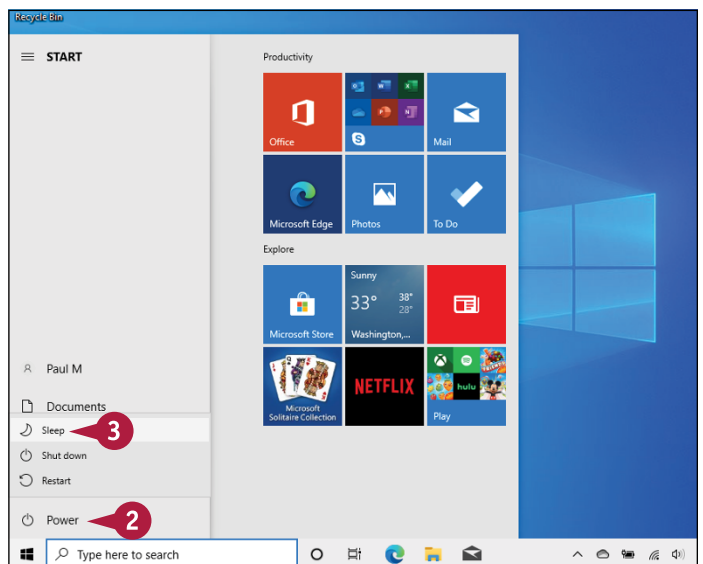 Recycle Bin
START
Productivity
Office
Mail
Microsoft Edge
Photos
To Do
Explore
Microsoft Store
Sunny
33°
38°
28°
Washington,...
Microsoft
Solitaire Collection
NETFLIX
hulu
Play
Paul M
Documents
Sleep
3
Shut down
Restart
Power
2
Type here to search